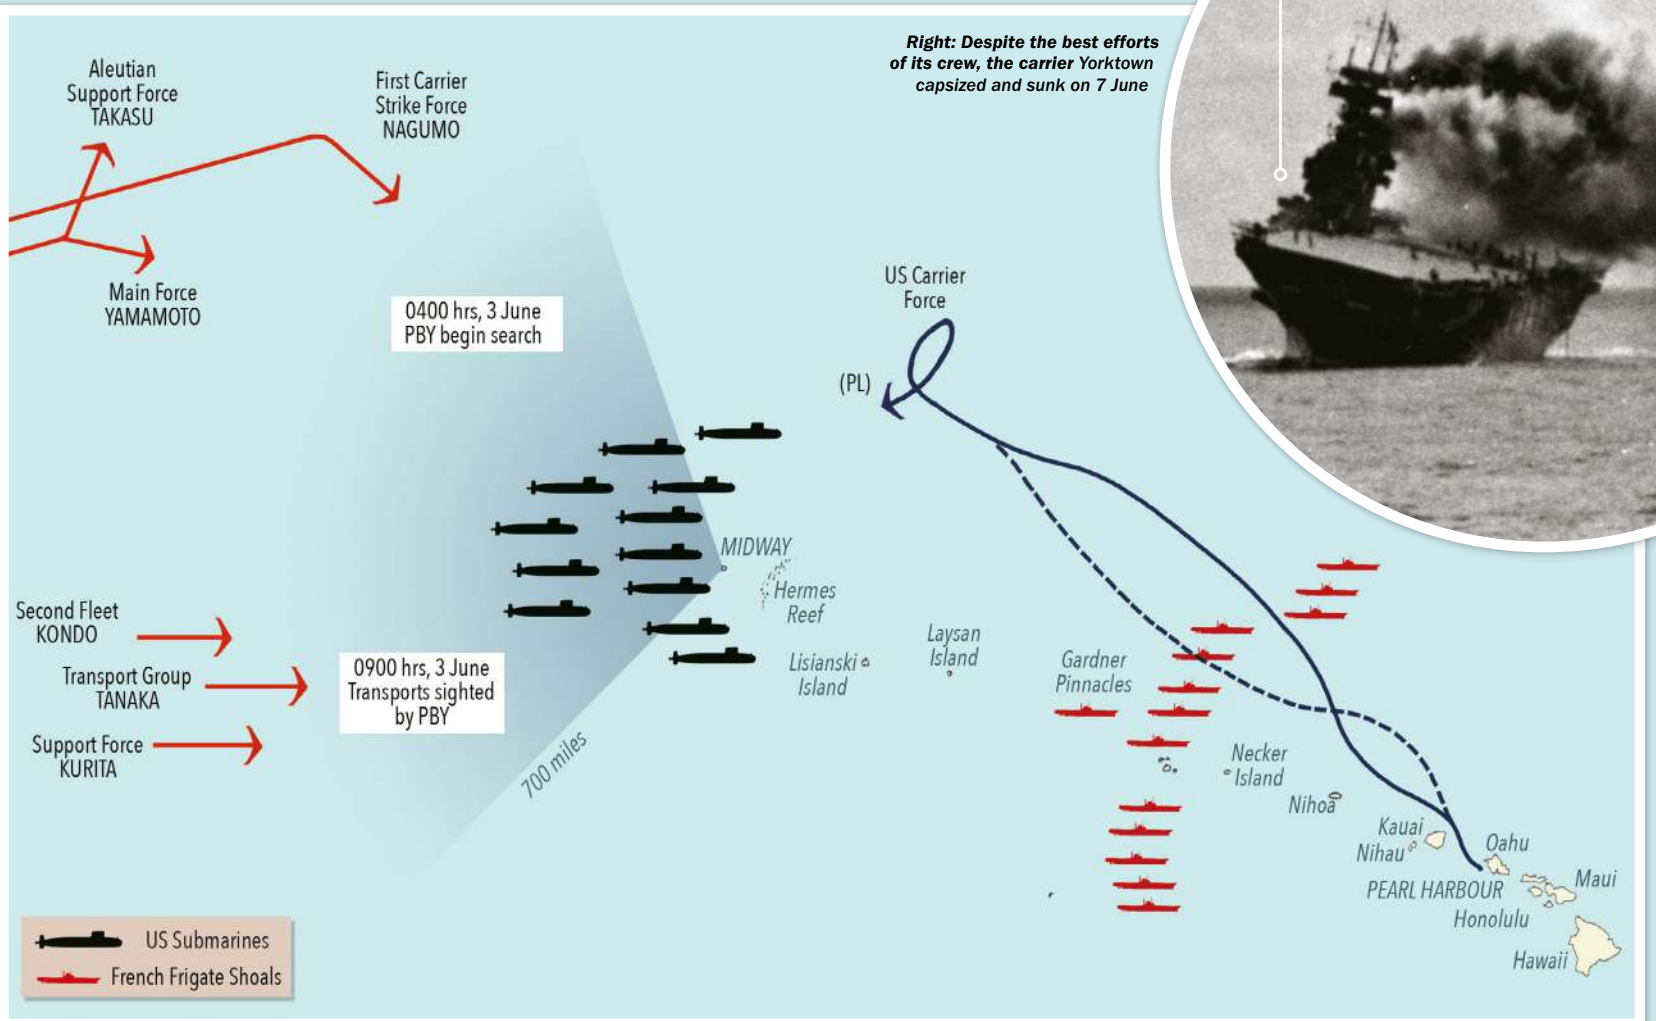 Right: Despite the best efforts
of its crew, the carrier Yorktown
capsized and sunk on 7 June
Aleutian
Support Force
TAKASU
First Carrier
Strike Force
NAGUMO
Main Force
YAMAMOTO
0400 hrs, 3 June
PBY begin search
US Carrier
Force
(PL)
MIDWAY
Hermes
Reef
Second Fleet
KONDO
Transport Group
TANAKA
Support Force
KURITA
0900 hrs, 3 June
Transports sighted
by PBY
700 miles
Lisianski
Island
Laysan
Island
Gardner
Pinnacles
Necker
Island
Nihoa
Kauai
Nihau
Oahu
PEARL HARBOUR
Maui
Honolulu
Hawaii
US Submarines
French Frigate Shoals